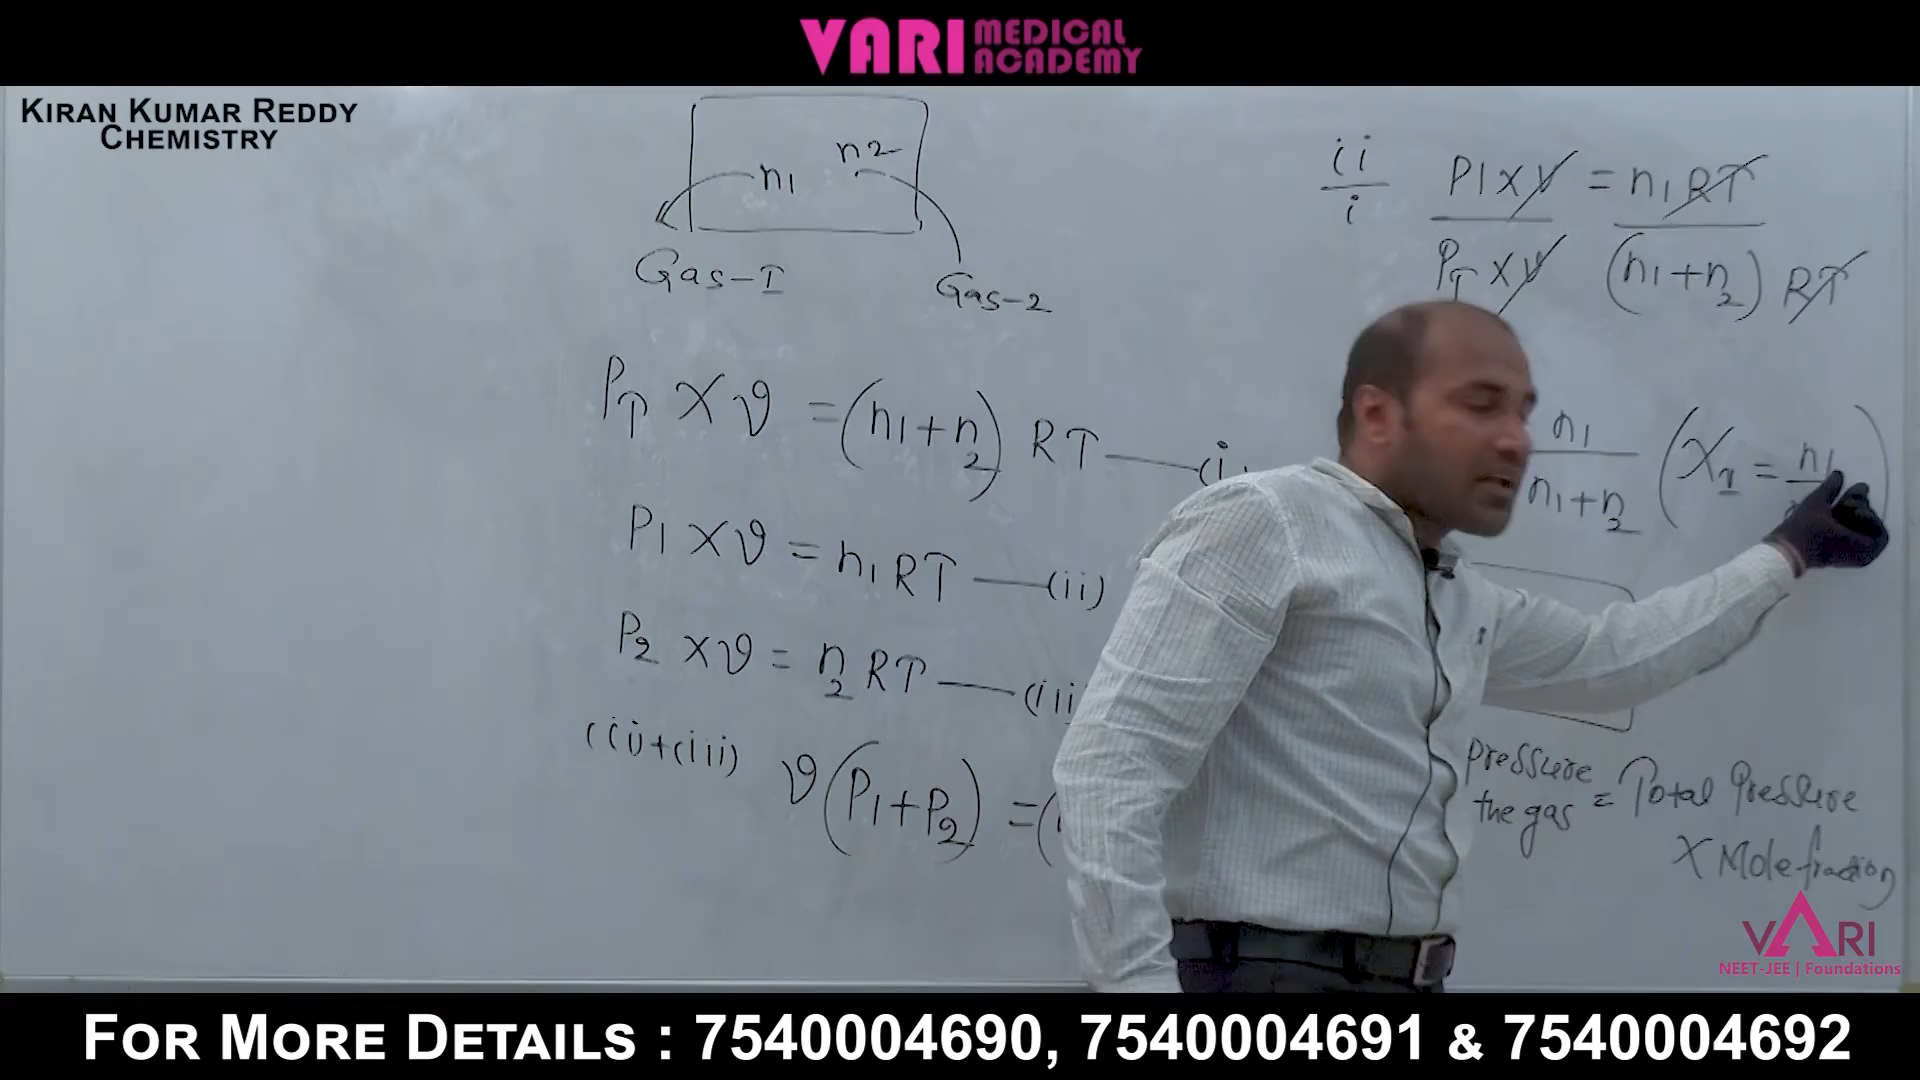 VARI MEDICAL ACADEMY
KIRAN KUMAR REDDY
CHEMISTRY
n1 n2
Gas-I
Gas-2
PT x v = (n1+n2) RT —(i
P1 x v = n1 RT —(ii)
P2 x v = n2 RT —(iii
(ii)+(iii) v(P1+P2) =(
ii/i P1 x v / PT x v = n1 RT / (n1+n2) RT
n1 / n1+n2 (X1 = n1
pressure
the gas = Total Pressure
x Mole fraction
VARI
NEET-JEE | Foundations
FOR MORE DETAILS : 7540004690, 7540004691 & 7540004692